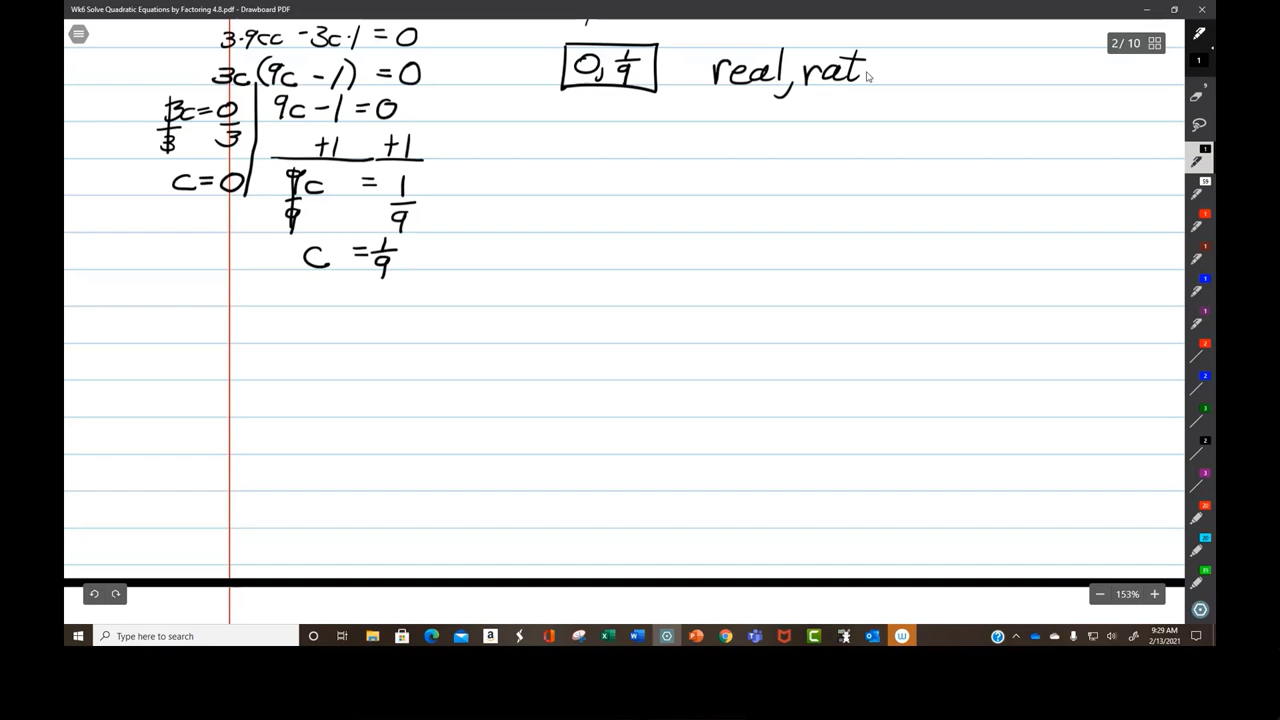 Wk6 Solve Quadratic Equations by Factoring 4.8.pdf - Drawboard PDF
2 / 10
3·9cc - 3c·1 = 0
3c(9c - 1) = 0
3c = 0
3 3
c = 0
9c - 1 = 0
+1 +1
9c = 1
9 9
c = 1/9
0, 1/9
real, rat
153%
Type here to search
9:29 AM
2/13/2021